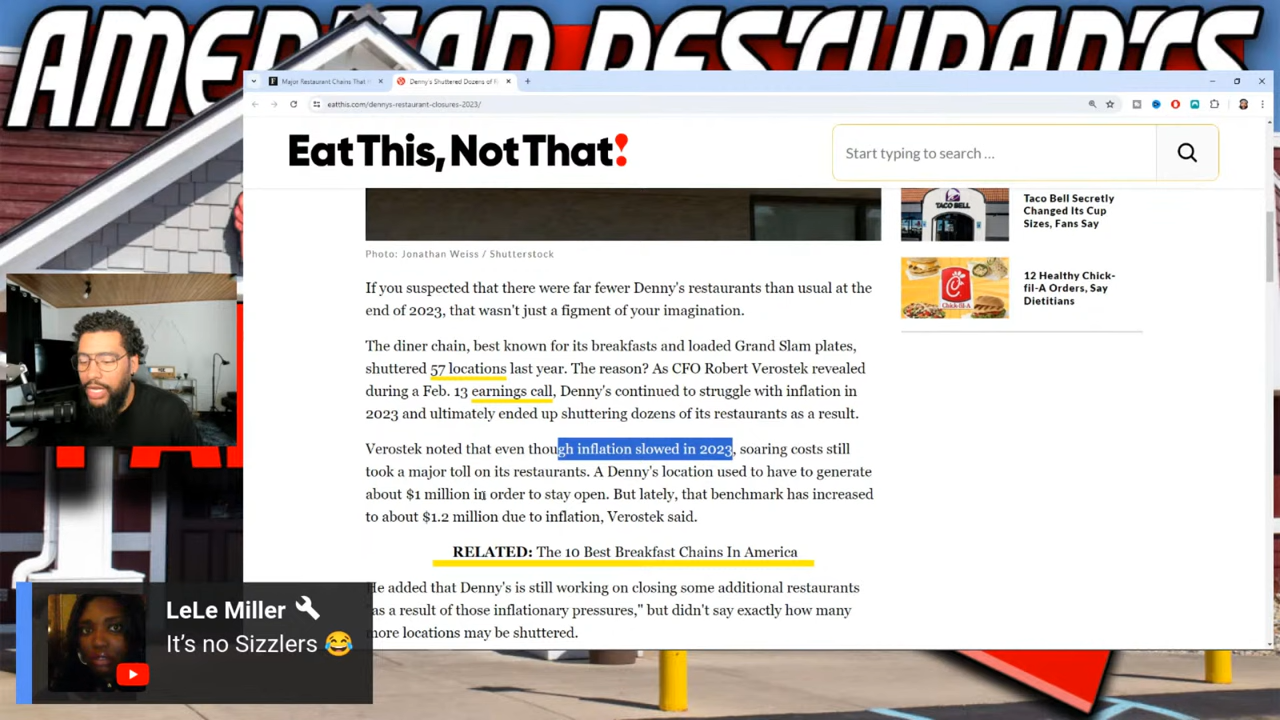 AMERICAN RESTURANTS
Major Restaurant Chains That
Denny's Shuttered Dozens of R
eatthis.com/dennys-restaurant-closures-2023/
Eat This, Not That!
Start typing to search ...
TACO BELL
Taco Bell Secretly
Changed Its Cup
Sizes, Fans Say
Photo: Jonathan Weiss / Shutterstock
Chick-fil-A
12 Healthy Chick-
fil-A Orders, Say
Dietitians
If you suspected that there were far fewer Denny's restaurants than usual at the
end of 2023, that wasn't just a figment of your imagination.
The diner chain, best known for its breakfasts and loaded Grand Slam plates,
shuttered 57 locations last year. The reason? As CFO Robert Verostek revealed
during a Feb. 13 earnings call, Denny's continued to struggle with inflation in
2023 and ultimately ended up shuttering dozens of its restaurants as a result.
Verostek noted that even though inflation slowed in 2023, soaring costs still
took a major toll on its restaurants. A Denny's location used to have to generate
about $1 million in order to stay open. But lately, that benchmark has increased
to about $1.2 million due to inflation, Verostek said.
RELATED: The 10 Best Breakfast Chains In America
He added that Denny's is still working on closing some additional restaurants
"as a result of those inflationary pressures," but didn't say exactly how many
more locations may be shuttered.
LeLe Miller 🔧
It's no Sizzlers 😂